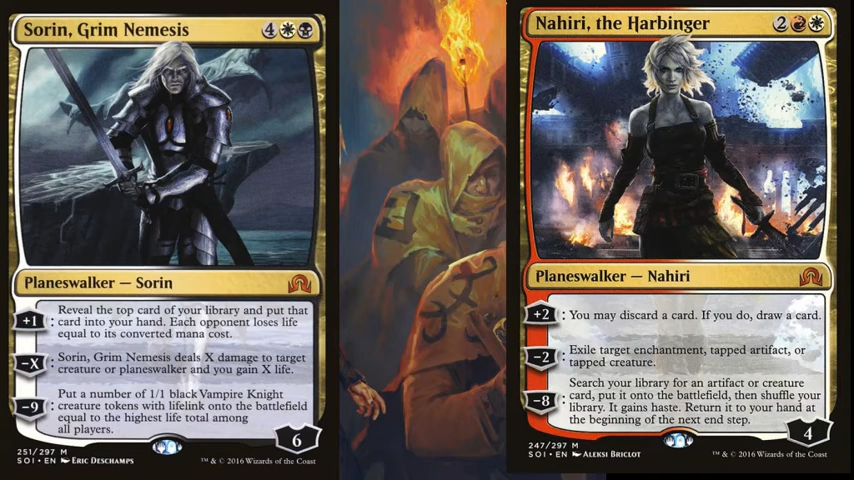 Sorin, Grim Nemesis 4
Planeswalker — Sorin
+1 : Reveal the top card of your library and put that
card into your hand. Each opponent loses life
equal to its converted mana cost.
-X : Sorin, Grim Nemesis deals X damage to target
creature or planeswalker and you gain X life.
-9 : Put a number of 1/1 black Vampire Knight
creature tokens with lifelink onto the battlefield
equal to the highest life total among
all players.
6
251/297 M
SOI • EN Eric Deschamps
™ & © 2016 Wizards of the Coast
Nahiri, the Harbinger 2
Planeswalker — Nahiri
+2 : You may discard a card. If you do, draw a card.
-2 : Exile target enchantment, tapped artifact, or
tapped creature.
-8 : Search your library for an artifact or creature
card, put it onto the battlefield, then shuffle your
library. It gains haste. Return it to your hand at
the beginning of the next end step.
4
247/297 M
SOI • EN Aleksi Briclot
™ & © 2016 Wizards of the Coast